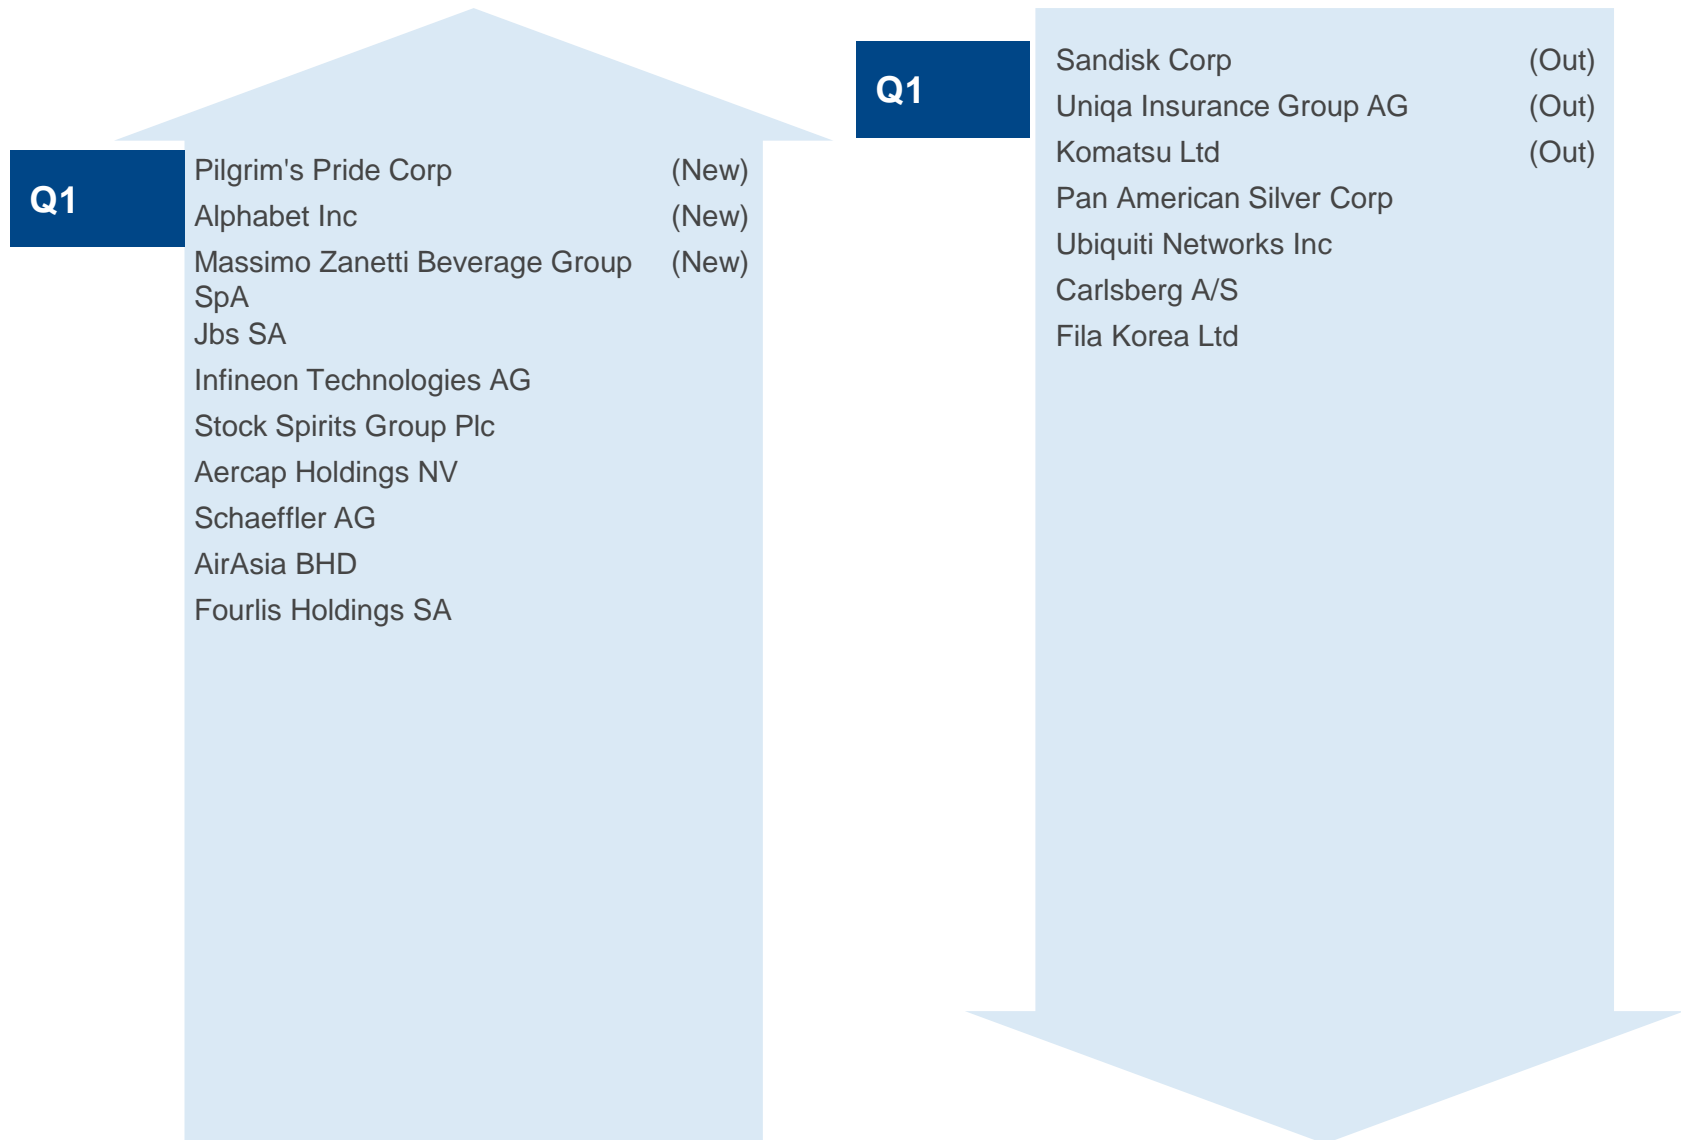 Q1
Pilgrim's Pride Corp (New)
Alphabet Inc (New)
Massimo Zanetti Beverage Group (New)
SpA
Jbs SA
Infineon Technologies AG
Stock Spirits Group Plc
Aercap Holdings NV
Schaeffler AG
AirAsia BHD
Fourlis Holdings SA
Q1
Sandisk Corp (Out)
Uniqa Insurance Group AG (Out)
Komatsu Ltd (Out)
Pan American Silver Corp
Ubiquiti Networks Inc
Carlsberg A/S
Fila Korea Ltd